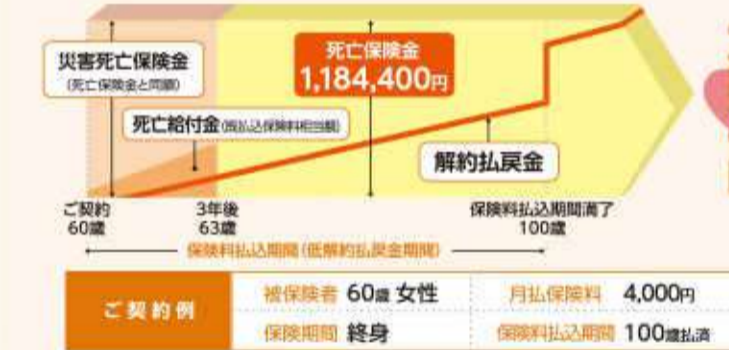 災害死亡保険金
(死亡保険金と同額)
死亡保険金
1,184,400円
死亡給付金(既払込保険料相当額)
解約払戻金
ご契約
60歳
3年後
63歳
保険料払込期間満了
100歳
保険料払込期間(低解約払戻金期間)
ご契約例
被保険者 60歳 女性
月払保険料 4,000円
保険期間 終身
保険料払込期間 100歳払済